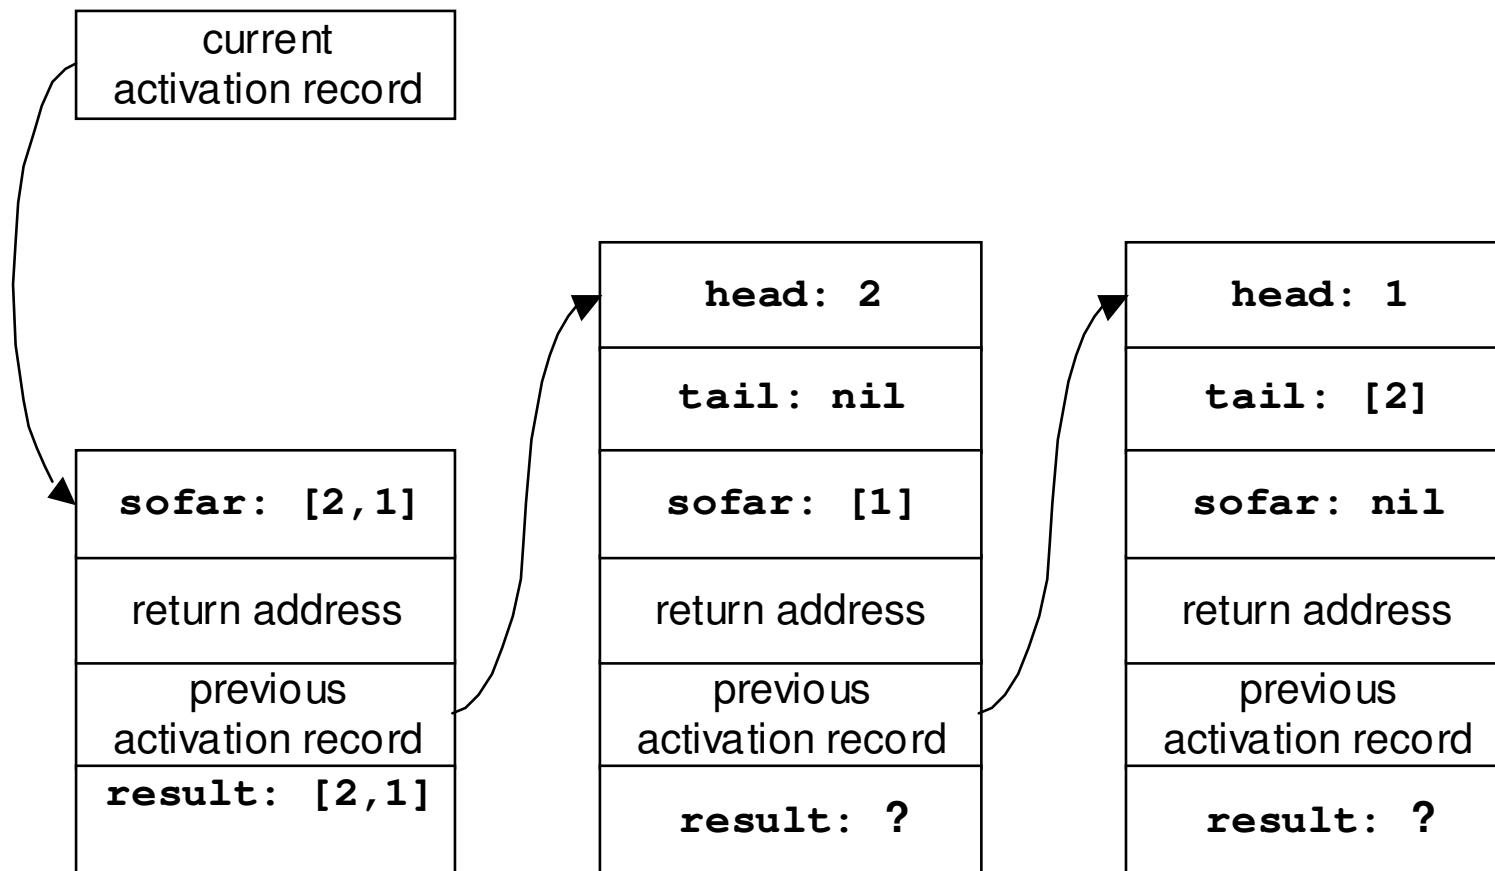 current
activation record
head: 2
head: 1
tail: nil
tail: [2]
sofar: [2,1]
sofar: [1]
sofar: nil
return address
return address
return address
previous
activation record
previous
activation record
previous
activation record
result: [2,1]
result: ?
result: ?